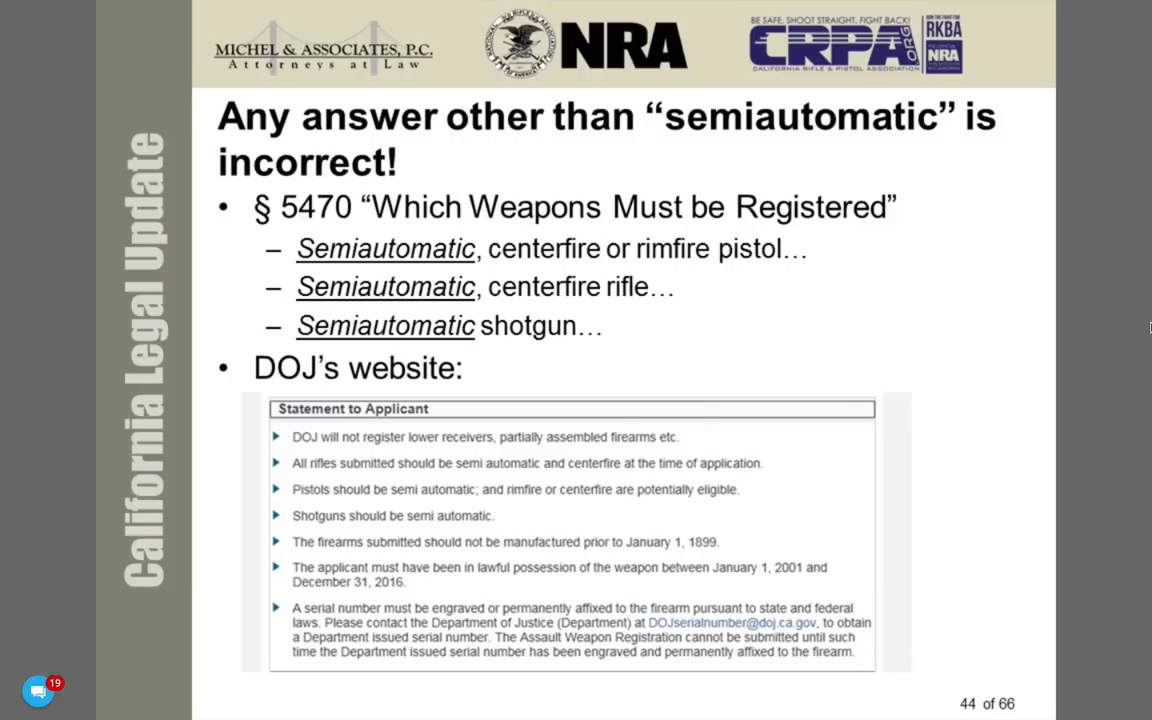 MICHEL & ASSOCIATES, P.C.
Attorneys at Law
NRA
BE SAFE, SHOOT STRAIGHT, FIGHT BACK!
CRPA.ORG
CALIFORNIA RIFLE & PISTOL ASSOCIATION
RKBA
NRA
California Legal Update
Any answer other than “semiautomatic” is
incorrect!
• § 5470 “Which Weapons Must be Registered”
– Semiautomatic, centerfire or rimfire pistol…
– Semiautomatic, centerfire rifle…
– Semiautomatic shotgun…
• DOJ’s website:
Statement to Applicant
DOJ will not register lower receivers, partially assembled firearms etc.
All rifles submitted should be semi automatic and centerfire at the time of application.
Pistols should be semi automatic; and rimfire or centerfire are potentially eligible.
Shotguns should be semi automatic.
The firearms submitted should not be manufactured prior to January 1, 1899.
The applicant must have been in lawful possession of the weapon between January 1, 2001 and
December 31, 2016.
A serial number must be engraved or permanently affixed to the firearm pursuant to state and federal
laws. Please contact the Department of Justice (Department) at DOJserialnumber@doj.ca.gov, to obtain
a Department issued serial number. The Assault Weapon Registration cannot be submitted until such
time the Department issued serial number has been engraved and permanently affixed to the firearm.
44 of 66
19